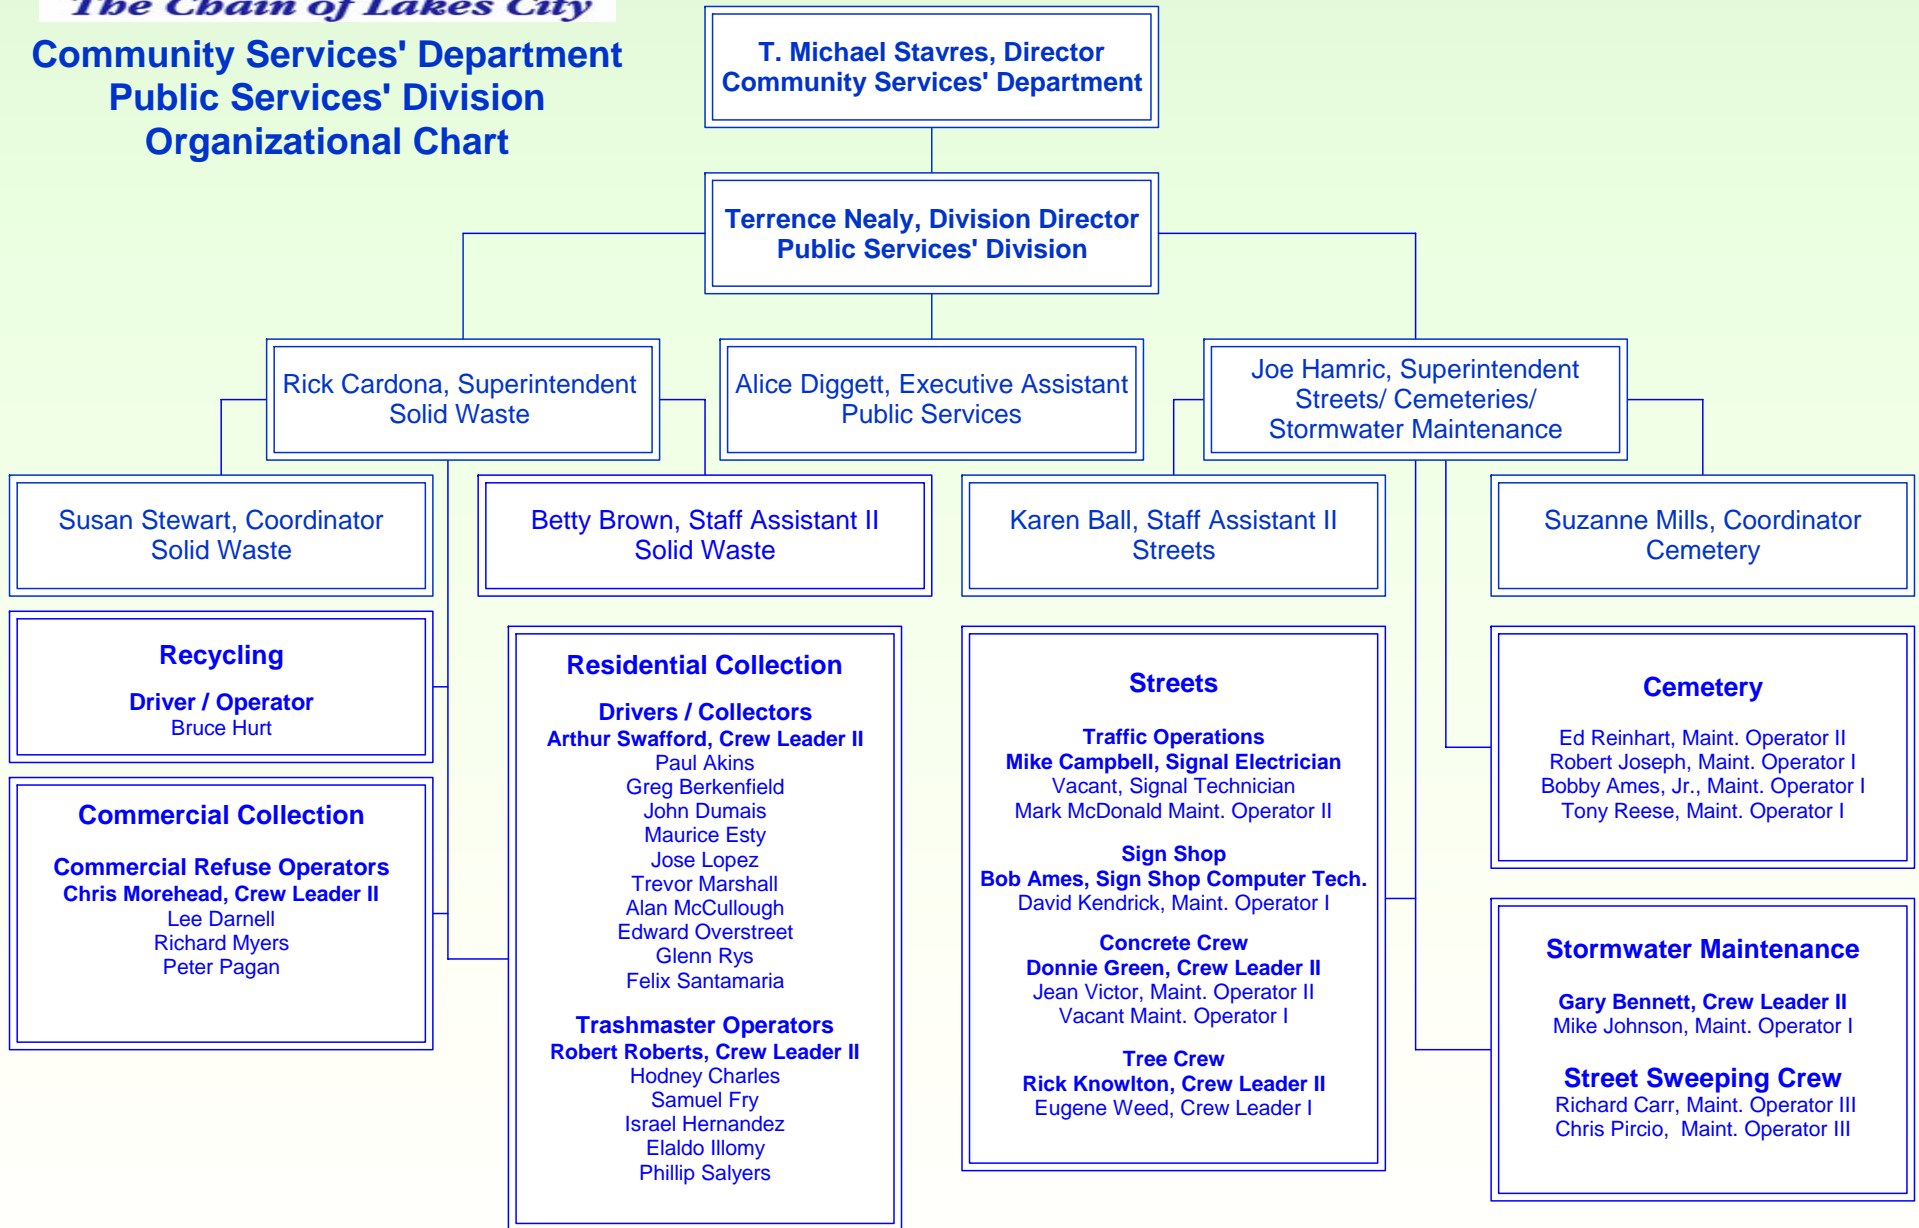 The Chain of Lakes City
Community Services' Department
Public Services' Division
Organizational Chart
T. Michael Stavres, Director
Community Services' Department
Terrence Nealy, Division Director
Public Services' Division
Rick Cardona, Superintendent
Solid Waste
Alice Diggett, Executive Assistant
Public Services
Joe Hamric, Superintendent
Streets/ Cemeteries/
Stormwater Maintenance
Susan Stewart, Coordinator
Solid Waste
Betty Brown, Staff Assistant II
Solid Waste
Karen Ball, Staff Assistant II
Streets
Suzanne Mills, Coordinator
Cemetery
Recycling
Driver / Operator
Bruce Hurt
Commercial Collection
Commercial Refuse Operators
Chris Morehead, Crew Leader II
Lee Darnell
Richard Myers
Peter Pagan
Residential Collection
Drivers / Collectors
Arthur Swafford, Crew Leader II
Paul Akins
Greg Berkenfield
John Dumais
Maurice Esty
Jose Lopez
Trevor Marshall
Alan McCullough
Edward Overstreet
Glenn Rys
Felix Santamaria
Trashmaster Operators
Robert Roberts, Crew Leader II
Hodney Charles
Samuel Fry
Israel Hernandez
Elaldo Illomy
Phillip Salyers
Streets
Traffic Operations
Mike Campbell, Signal Electrician
Vacant, Signal Technician
Mark McDonald Maint. Operator II
Sign Shop
Bob Ames, Sign Shop Computer Tech.
David Kendrick, Maint. Operator I
Concrete Crew
Donnie Green, Crew Leader II
Jean Victor, Maint. Operator II
Vacant Maint. Operator I
Tree Crew
Rick Knowlton, Crew Leader II
Eugene Weed, Crew Leader I
Cemetery
Ed Reinhart, Maint. Operator II
Robert Joseph, Maint. Operator I
Bobby Ames, Jr., Maint. Operator I
Tony Reese, Maint. Operator I
Stormwater Maintenance
Gary Bennett, Crew Leader II
Mike Johnson, Maint. Operator I
Street Sweeping Crew
Richard Carr, Maint. Operator III
Chris Pircio, Maint. Operator III